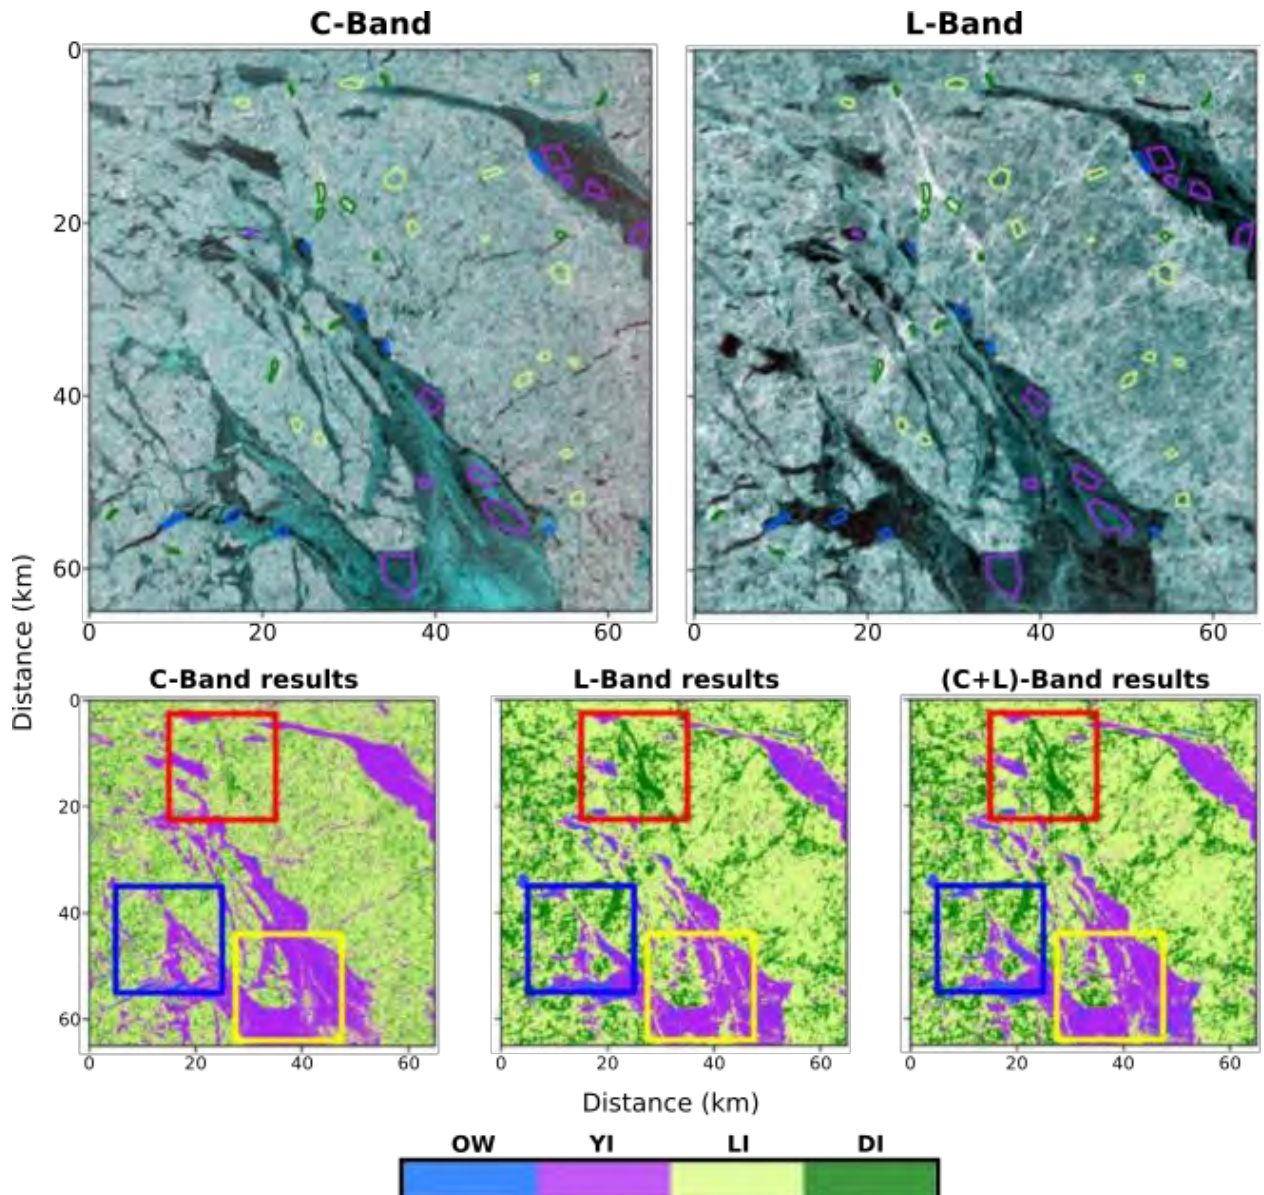 C-Band L-Band
0
20
40
60
0 20 40 60 0 20 40 60
Distance (km)
C-Band results L-Band results (C+L)-Band results
0
20
40
60
0 20 40 60 0 20 40 60 0 20 40 60
Distance (km)
OW YI LI DI